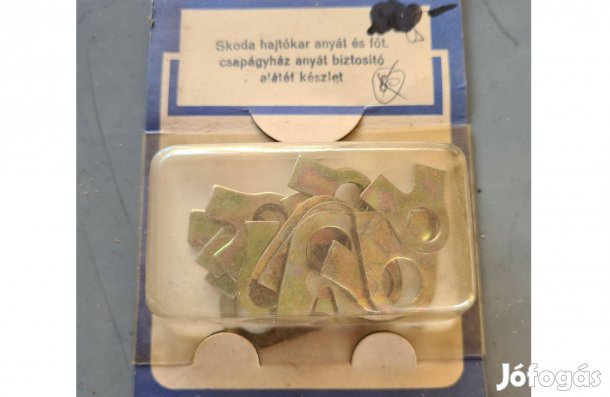 Skoda hajtókar anyát és főt.
csapágyház anyát biztosító
alátét készlet
Jófogás